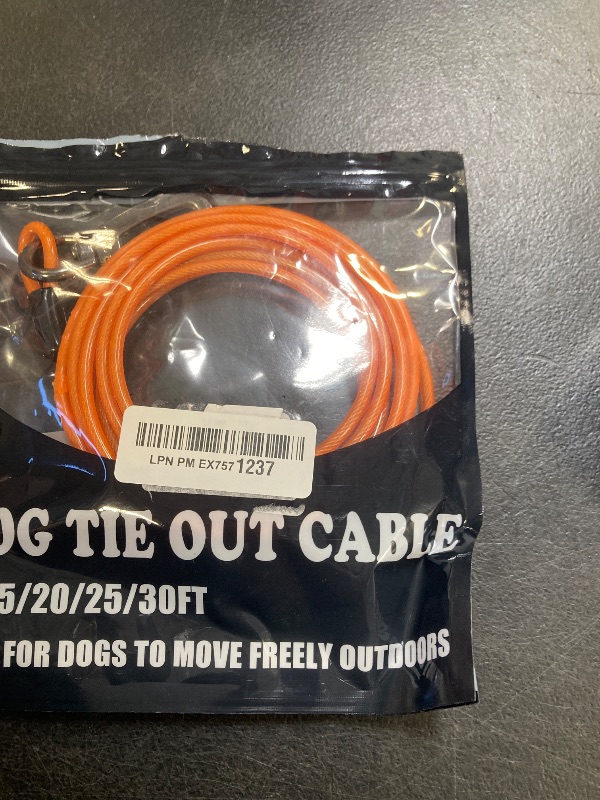 LPN PM EX757 1237
OG TIE OUT CABLE
5/20/25/30FT
FOR DOGS TO MOVE FREELY OUTDOORS